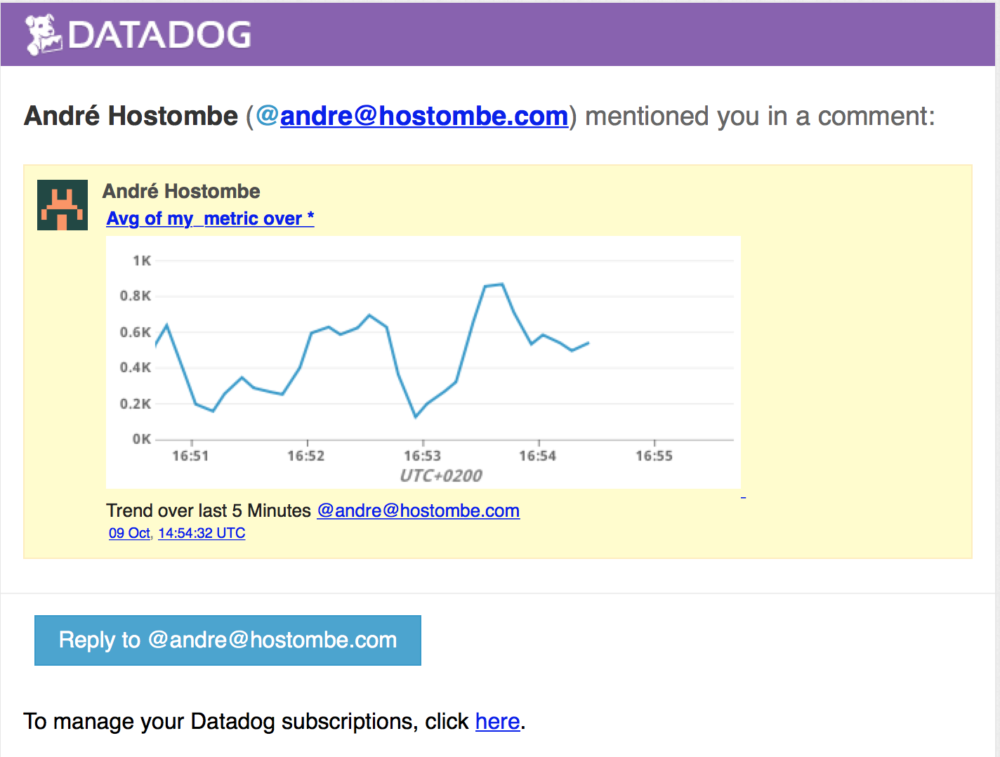 DATADOG
André Hostombe (@andre@hostombe.com) mentioned you in a comment:
André Hostombe
Avg of my_metric over *
1K
0.8K
0.6K
0.4K
0.2K
0K
16:51 16:52 16:53 16:54 16:55
UTC+0200
Trend over last 5 Minutes @andre@hostombe.com
09 Oct, 14:54:32 UTC
Reply to @andre@hostombe.com
To manage your Datadog subscriptions, click here.